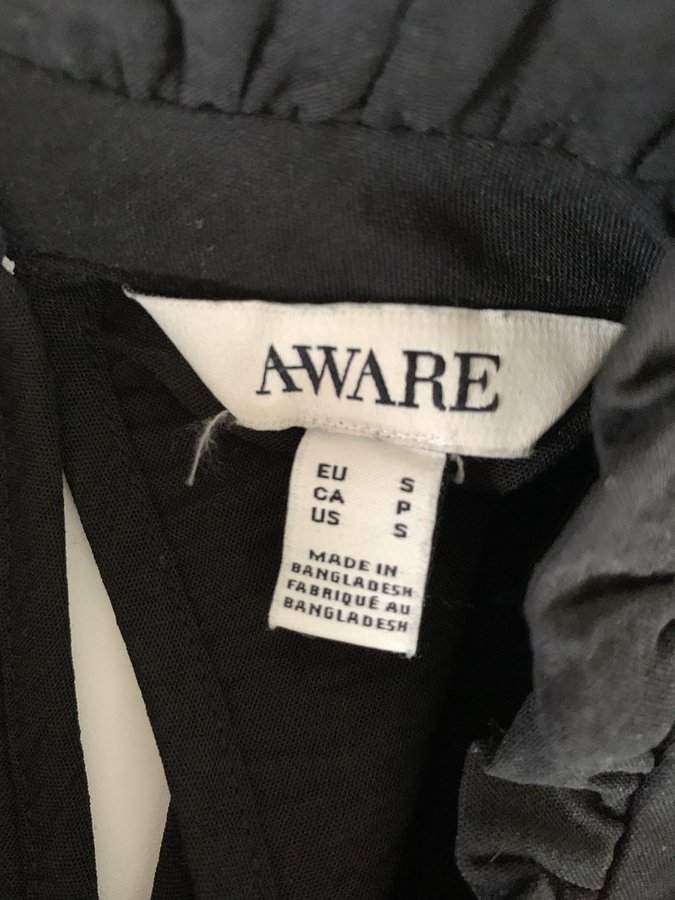 AWARE
EU S
CA P
US S
MADE IN
BANGLADESH
FABRIQUÉ AU
BANGLADESH